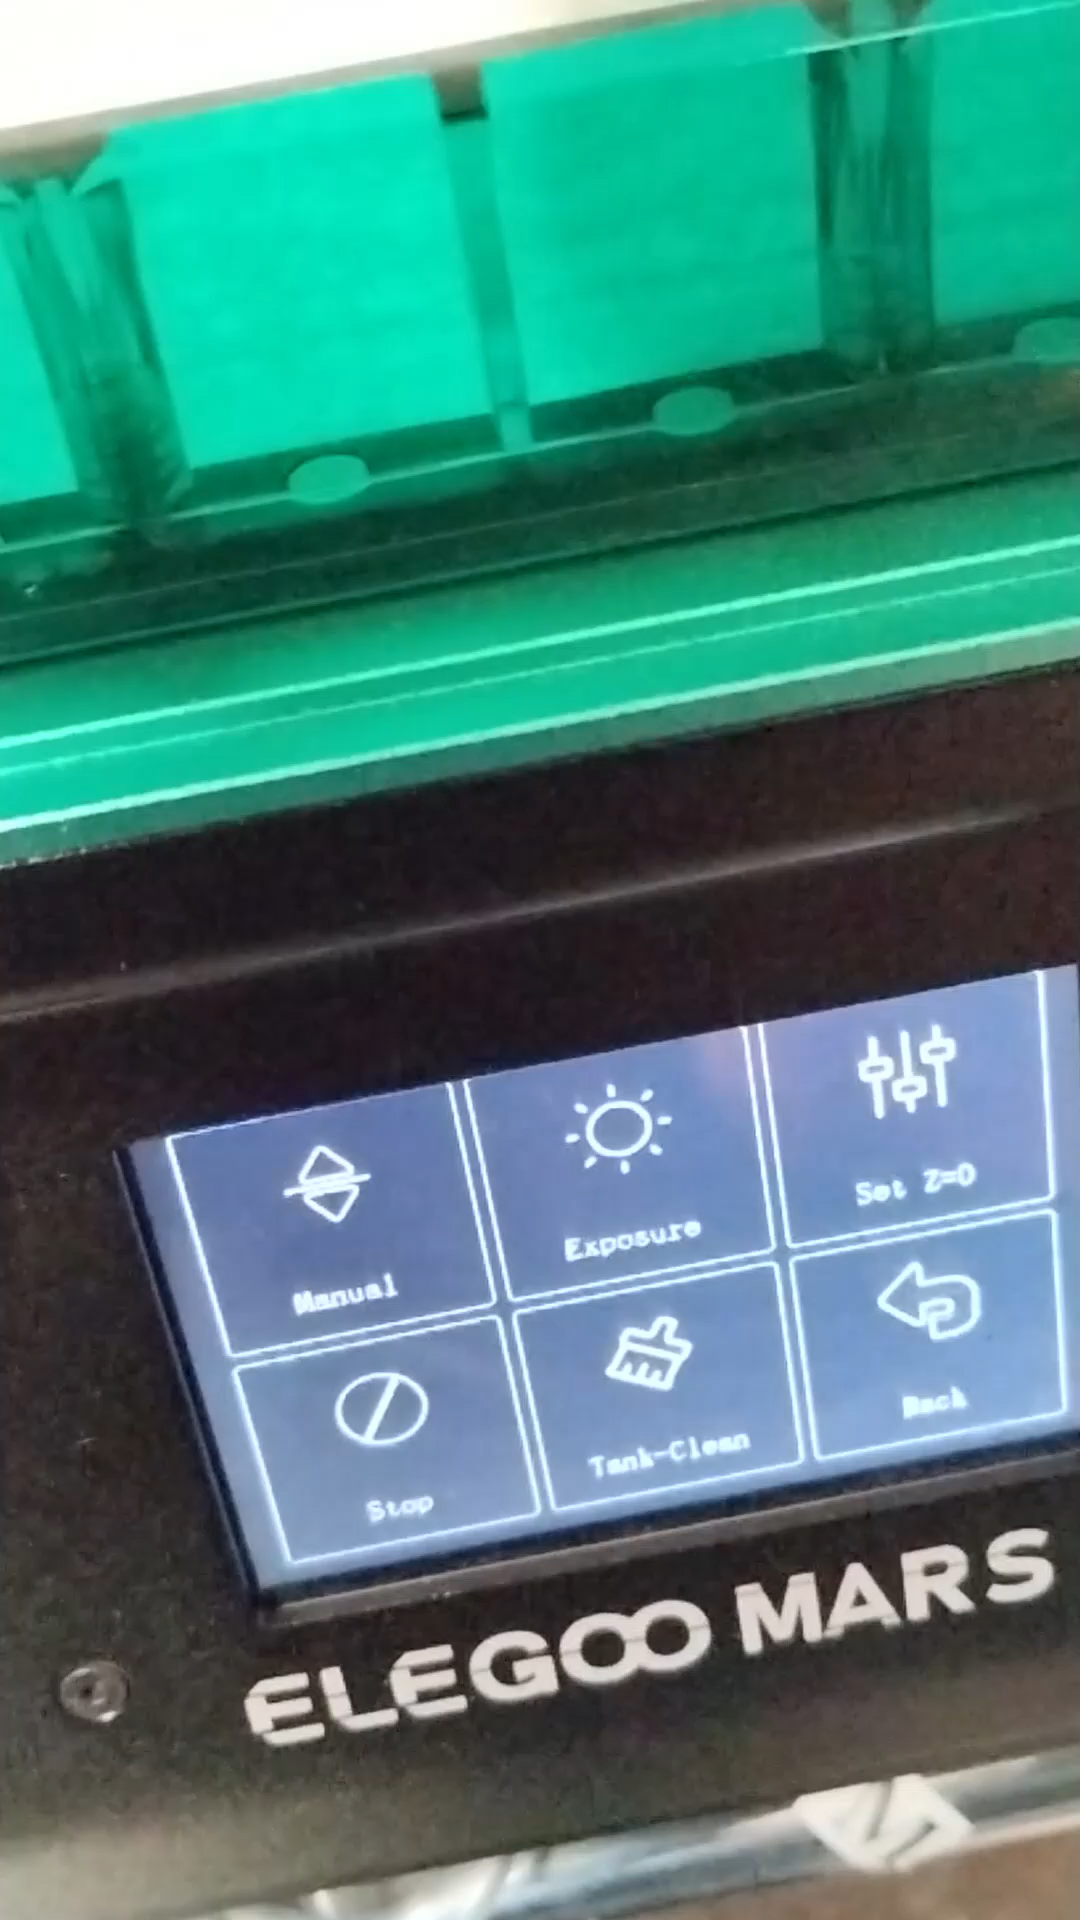 Manual
Exposure
Set Z=0
Stop
Tank-Clean
Back
ELEGOO MARS